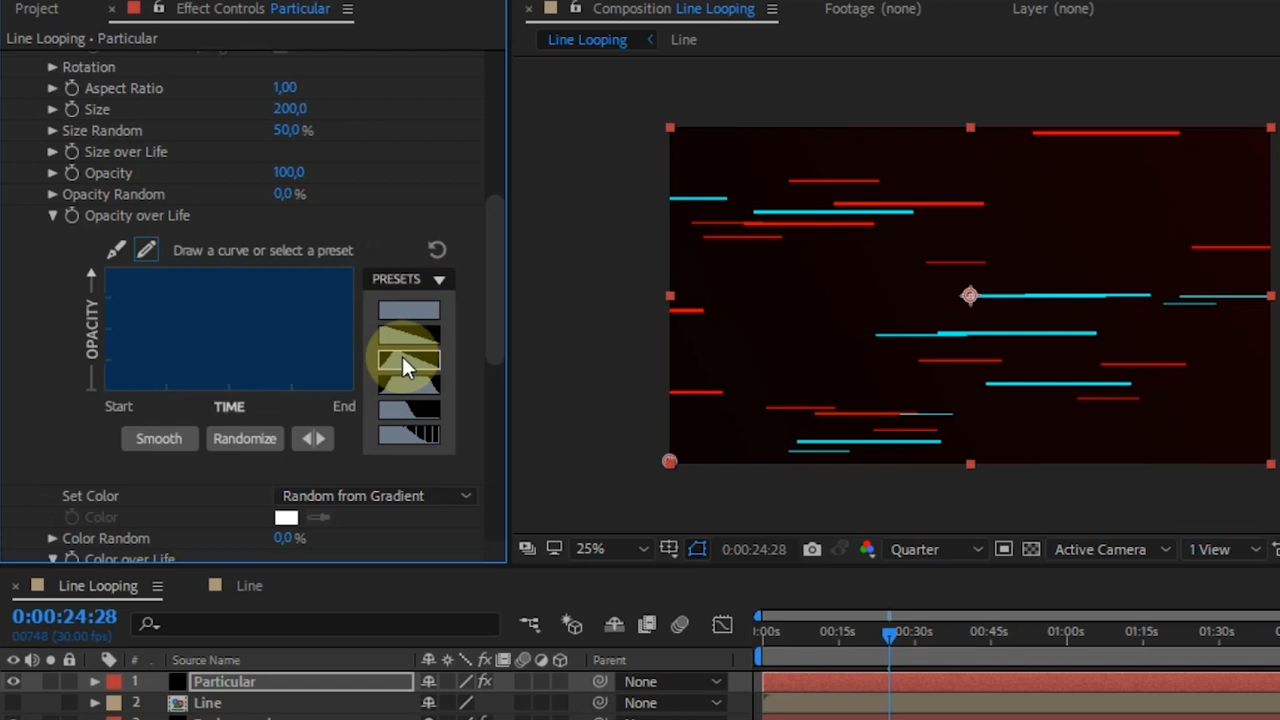 Project × Effect Controls Particular
Line Looping • Particular
Rotation
Aspect Ratio 1,00
Size 200,0
Size Random 50,0 %
Size over Life
Opacity 100,0
Opacity Random 0,0 %
Opacity over Life
Draw a curve or select a preset
PRESETS
OPACITY
Start TIME End
Smooth Randomize
Set Color Random from Gradient
Color
Color Random 0,0 %
Color over Life
× Composition Line Looping Footage (none) Layer (none)
Line Looping Line
25% 0:00:24:28 Quarter Active Camera 1 View
× Line Looping Line
0:00:24:28
00748 (30.00 fps)
:00s 00:15s 00:30s 00:45s 01:00s 01:15s 01:30s
# Source Name fx Parent
1 Particular fx None
2 Line None